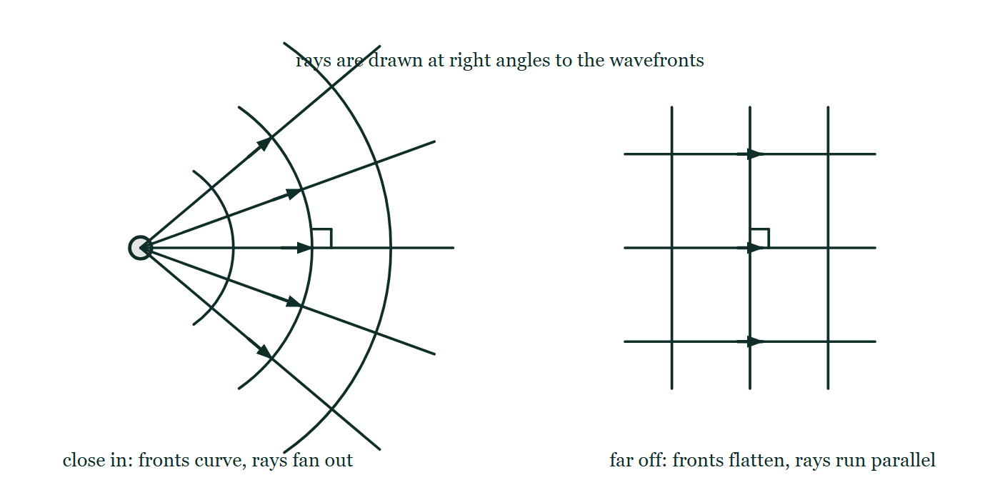 rays are drawn at right angles to the wavefronts
close in: fronts curve, rays fan out
far off: fronts flatten, rays run parallel